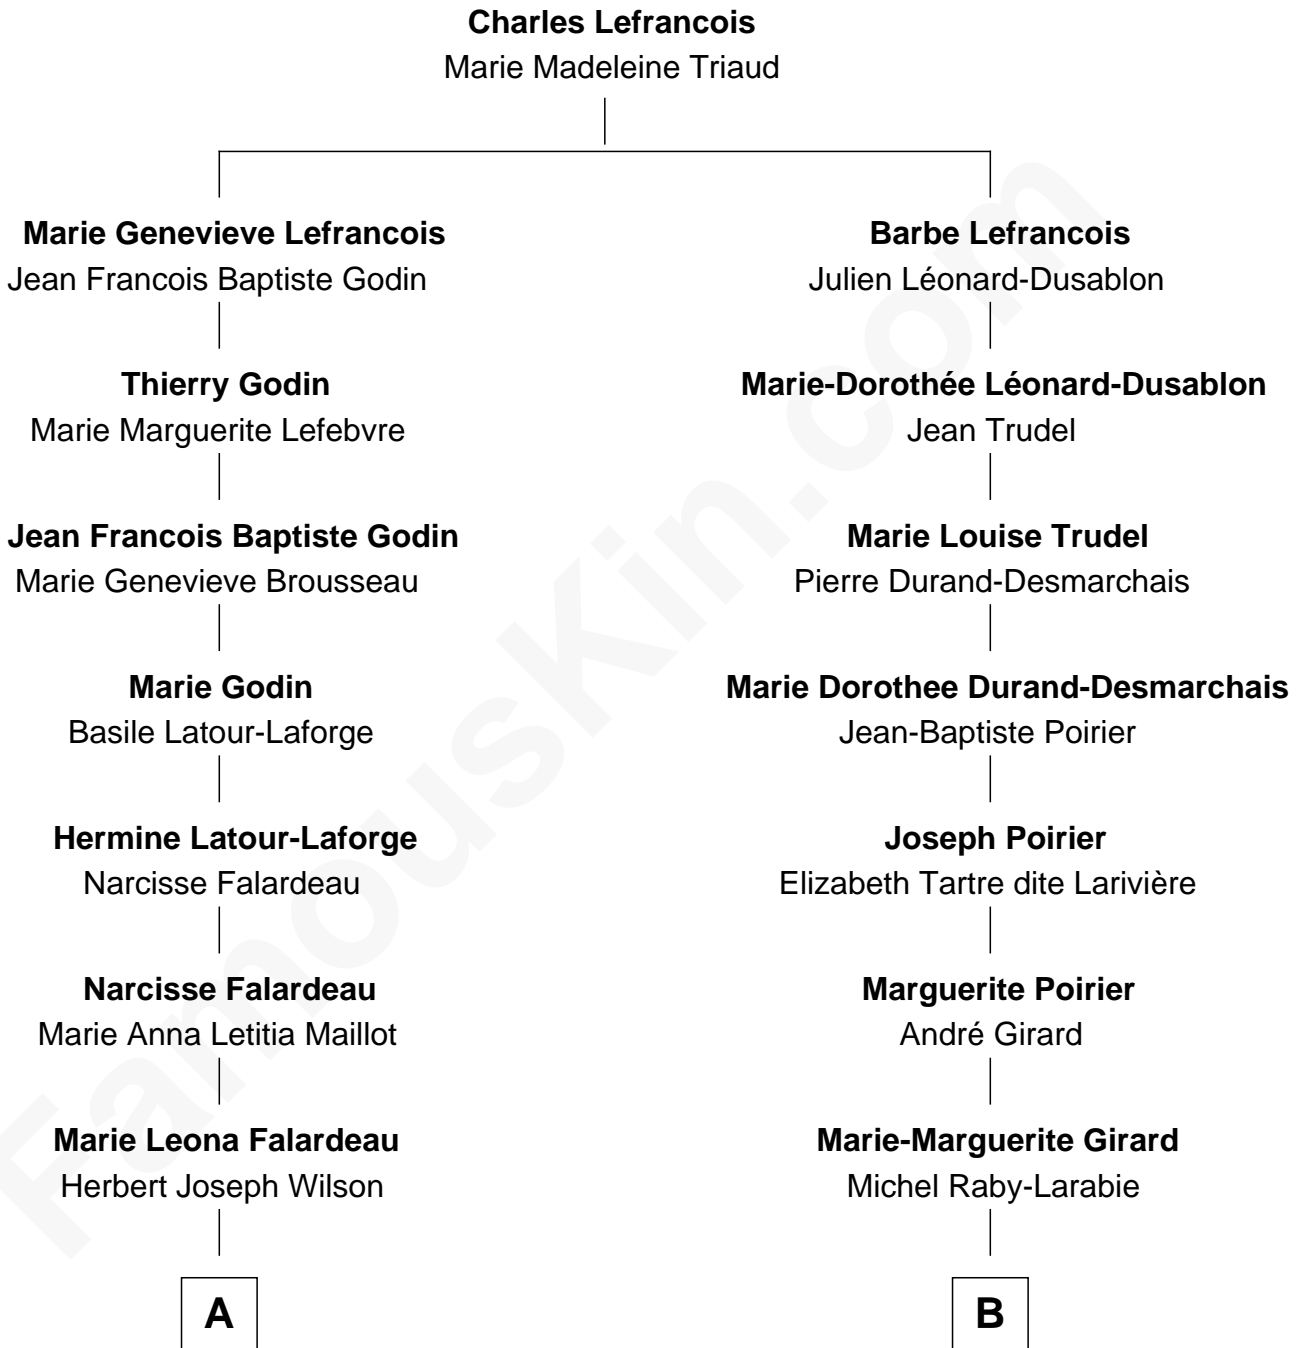 Charles Lefrancois
Marie Madeleine Triaud
Marie Genevieve Lefrancois
Jean Francois Baptiste Godin
Barbe Lefrancois
Julien Léonard-Dusablon
Thierry Godin
Marie Marguerite Lefebvre
Marie-Dorothée Léonard-Dusablon
Jean Trudel
Jean Francois Baptiste Godin
Marie Genevieve Brousseau
Marie Louise Trudel
Pierre Durand-Desmarchais
Marie Godin
Basile Latour-Laforge
Marie Dorothee Durand-Desmarchais
Jean-Baptiste Poirier
Hermine Latour-Laforge
Narcisse Falardeau
Joseph Poirier
Elizabeth Tartre dite Larivière
Narcisse Falardeau
Marie Anna Letitia Maillot
Marguerite Poirier
André Girard
Marie Leona Falardeau
Herbert Joseph Wilson
Marie-Marguerite Girard
Michel Raby-Larabie
A
B
FamousKin.com